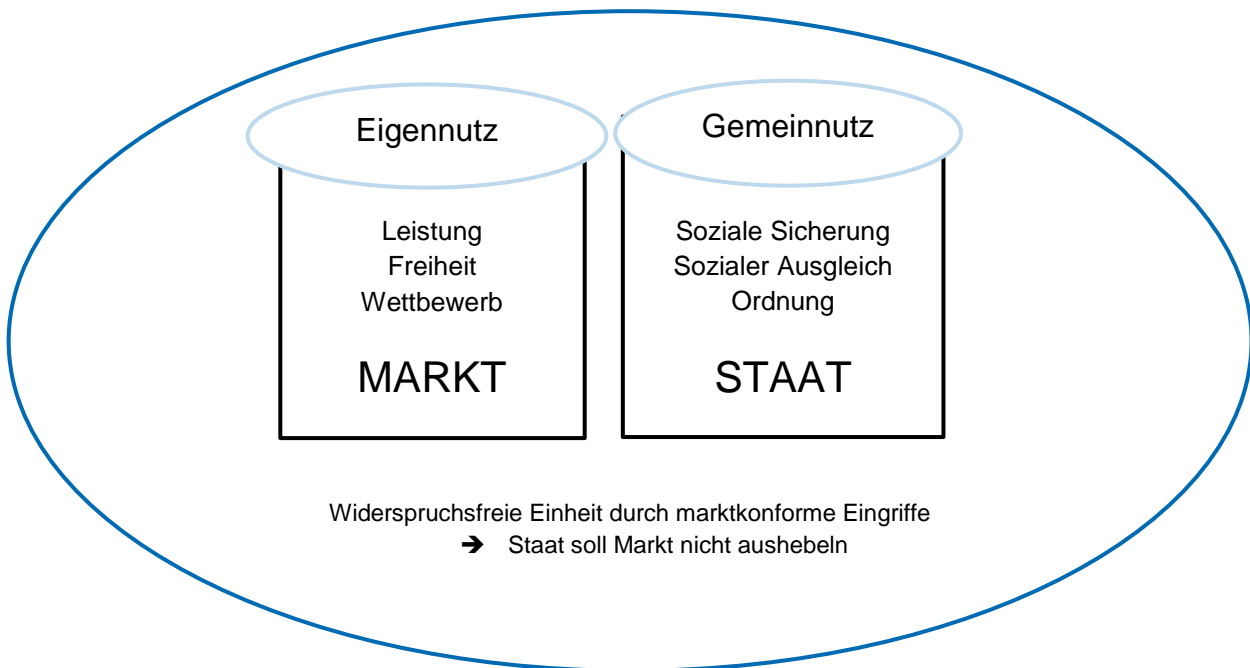 Eigennutz
Leistung
Freiheit
Wettbewerb
MARKT
Gemeinnutz
Soziale Sicherung
Sozialer Ausgleich
Ordnung
STAAT
Widerspruchsfreie Einheit durch marktkonforme Eingriffe
➔ Staat soll Markt nicht aushebeln